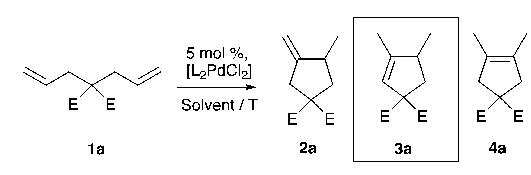 5 mol %,
[L₂PdCl₂]
Solvent / T
E E
E E
E E
E E
1a 2a 3a 4a